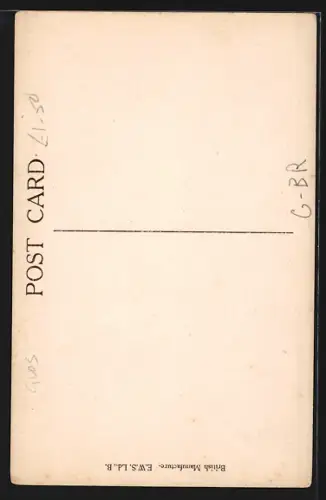 POST CARD.
£1.50
G-BR
GLOS
British Manufacture. E.W.S. Ld., B.